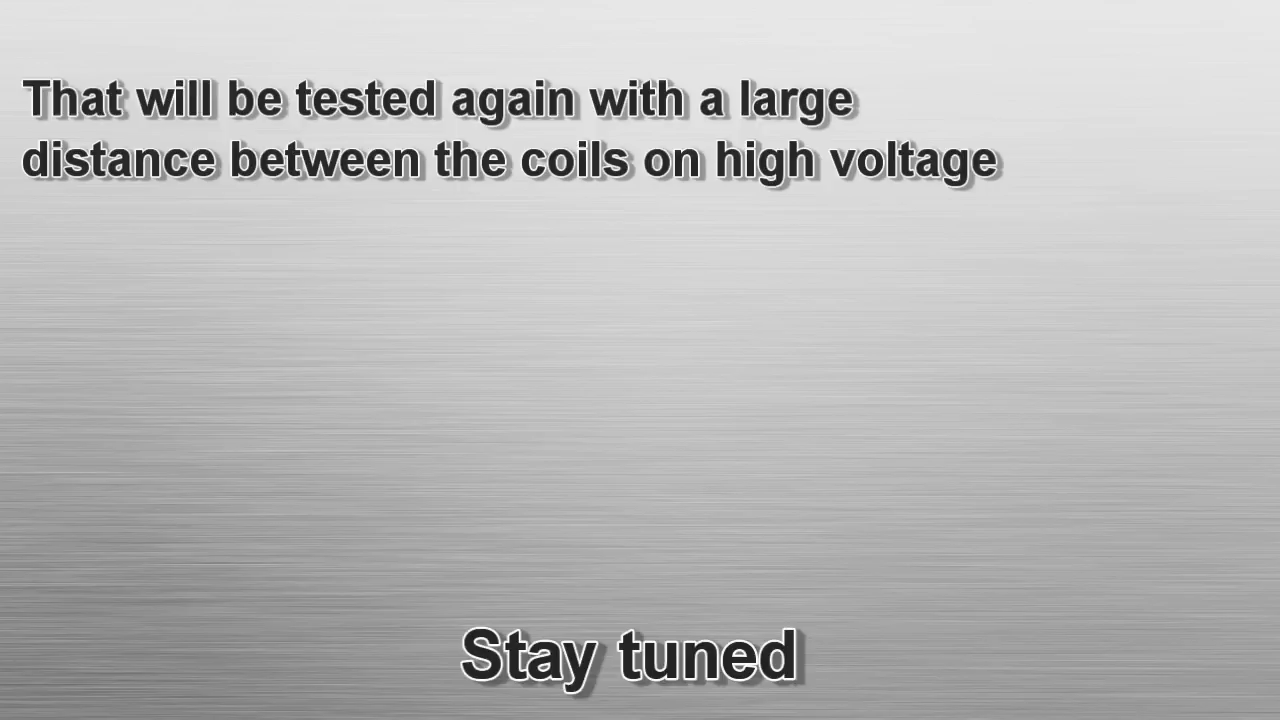 That will be tested again with a large
distance between the coils on high voltage
Stay tuned